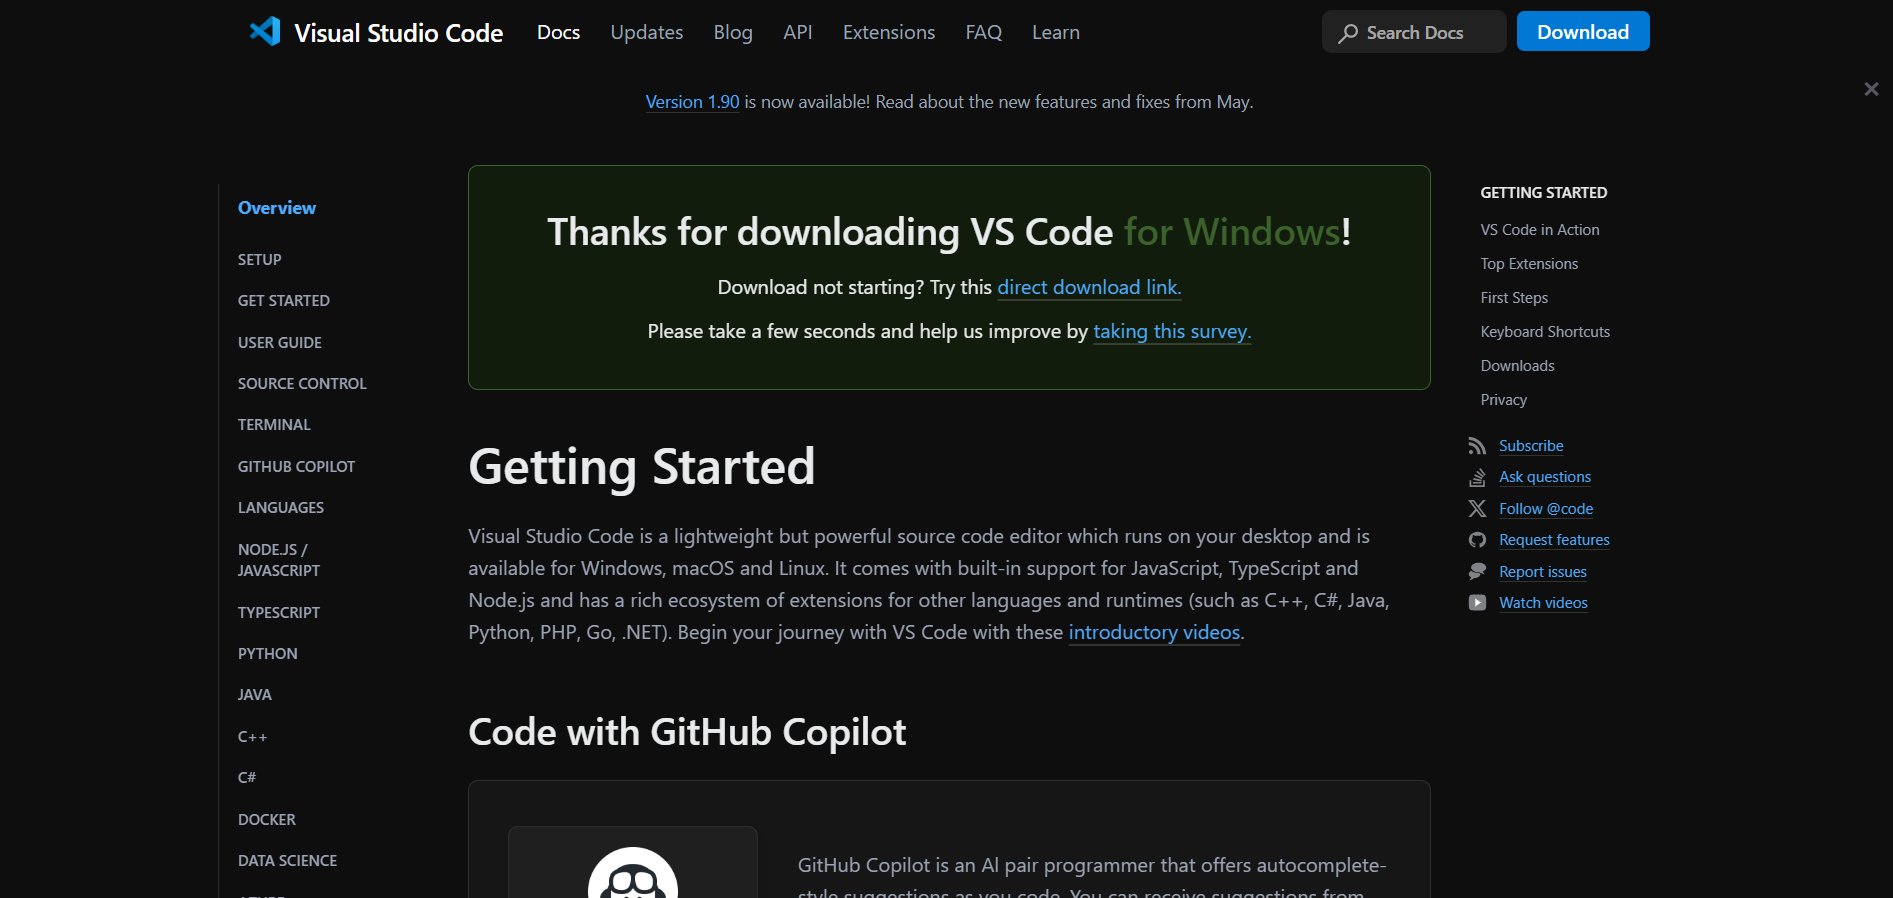 Visual Studio Code Docs Updates Blog API Extensions FAQ Learn Search Docs Download
Version 1.90 is now available! Read about the new features and fixes from May.
Overview
SETUP
GET STARTED
USER GUIDE
SOURCE CONTROL
TERMINAL
GITHUB COPILOT
LANGUAGES
NODE.JS /
JAVASCRIPT
TYPESCRIPT
PYTHON
JAVA
C++
C#
DOCKER
DATA SCIENCE
Thanks for downloading VS Code for Windows!
Download not starting? Try this direct download link.
Please take a few seconds and help us improve by taking this survey.
Getting Started
Visual Studio Code is a lightweight but powerful source code editor which runs on your desktop and is
available for Windows, macOS and Linux. It comes with built-in support for JavaScript, TypeScript and
Node.js and has a rich ecosystem of extensions for other languages and runtimes (such as C++, C#, Java,
Python, PHP, Go, .NET). Begin your journey with VS Code with these introductory videos.
Code with GitHub Copilot
GitHub Copilot is an AI pair programmer that offers autocomplete-
style suggestions as you code. You can receive suggestions from
GETTING STARTED
VS Code in Action
Top Extensions
First Steps
Keyboard Shortcuts
Downloads
Privacy
Subscribe
Ask questions
Follow @code
Request features
Report issues
Watch videos